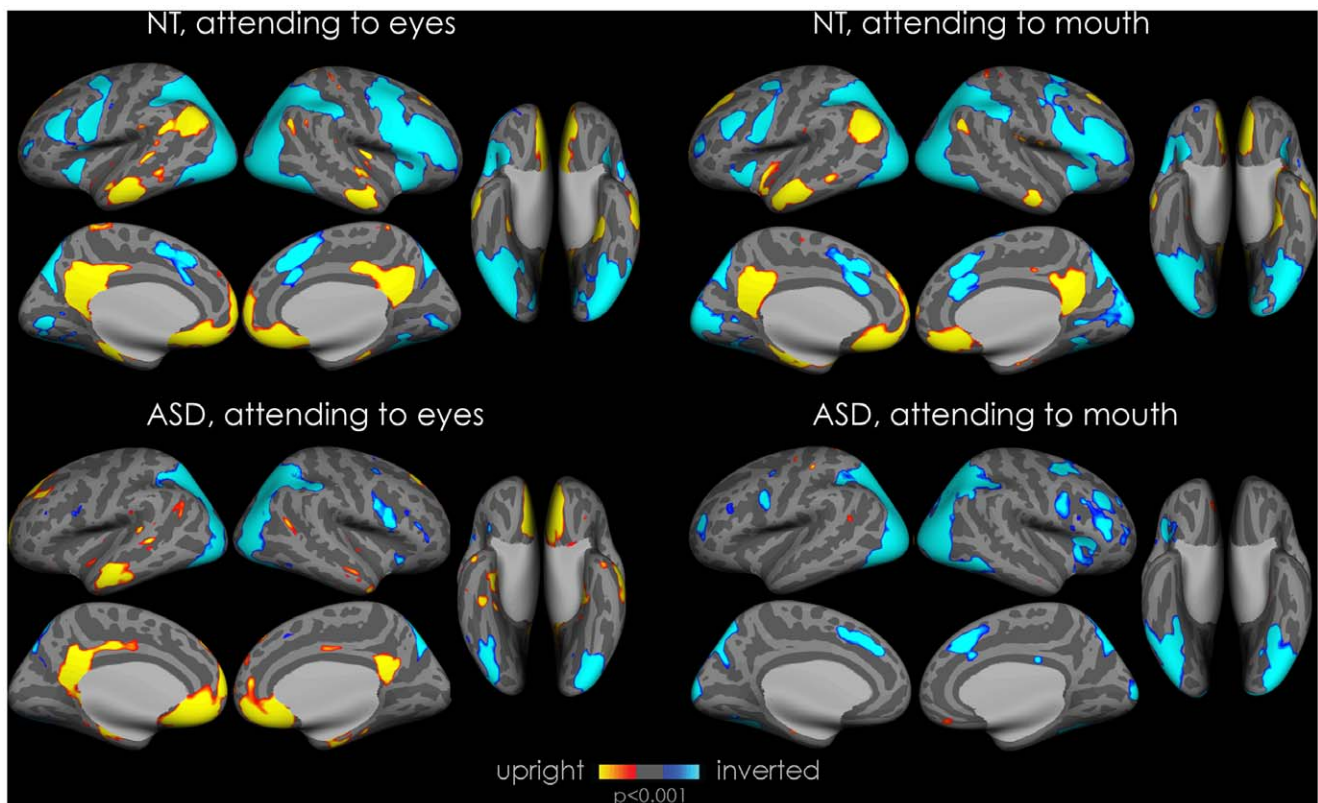 NT, attending to eyes
NT, attending to mouth
ASD, attending to eyes
ASD, attending to mouth
upright inverted
p<0.001